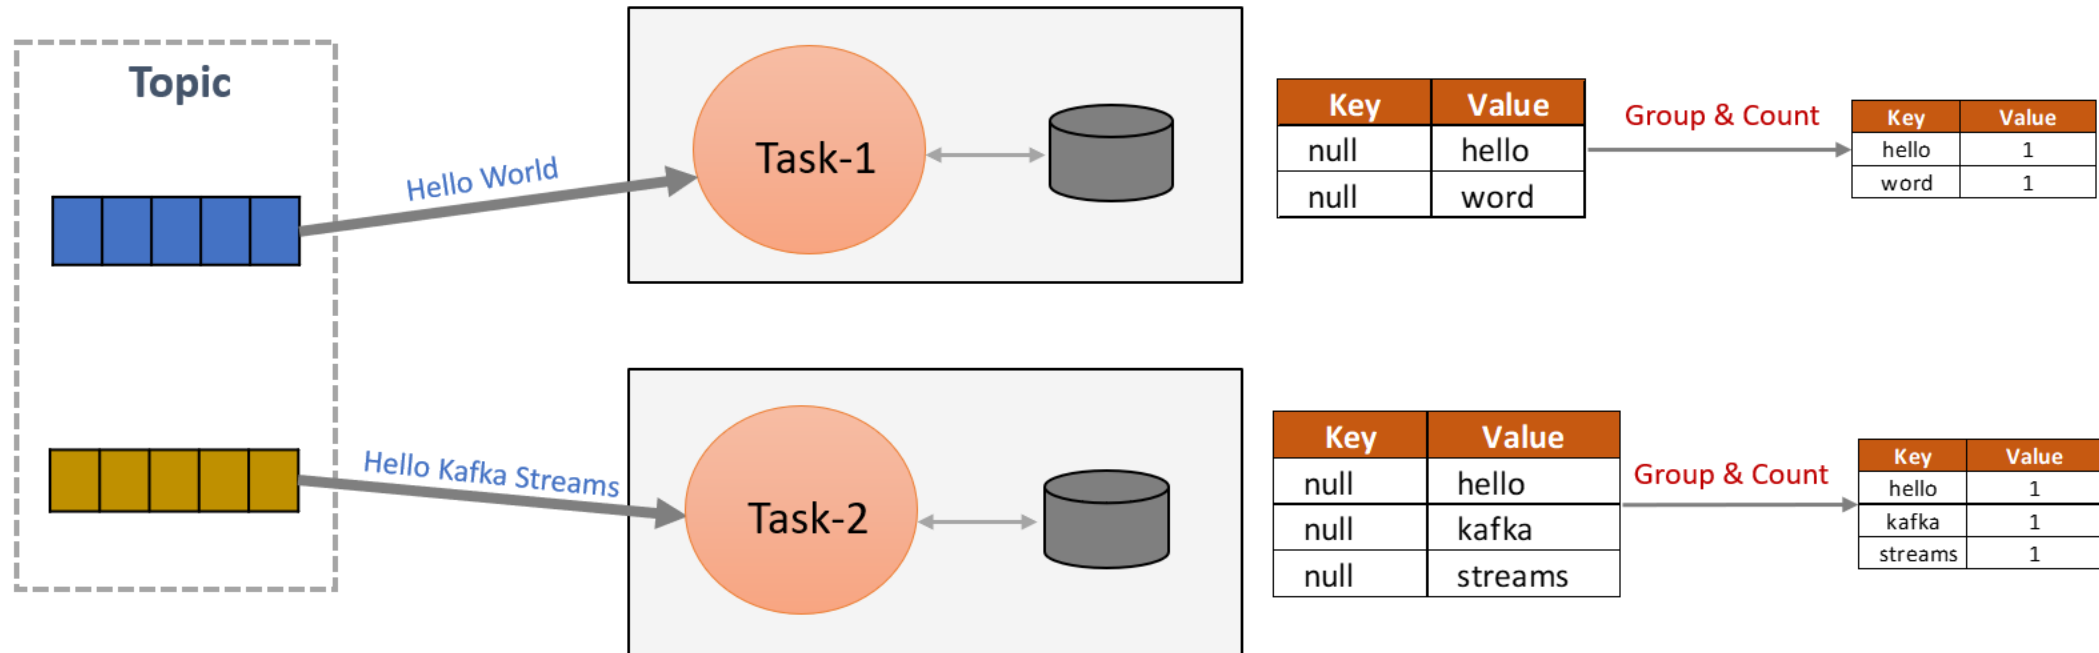 Topic
Hello World
Task-1
Key Value
null hello
null word
Group & Count
Key Value
hello 1
word 1
Hello Kafka Streams
Task-2
Key Value
null hello
null kafka
null streams
Group & Count
Key Value
hello 1
kafka 1
streams 1